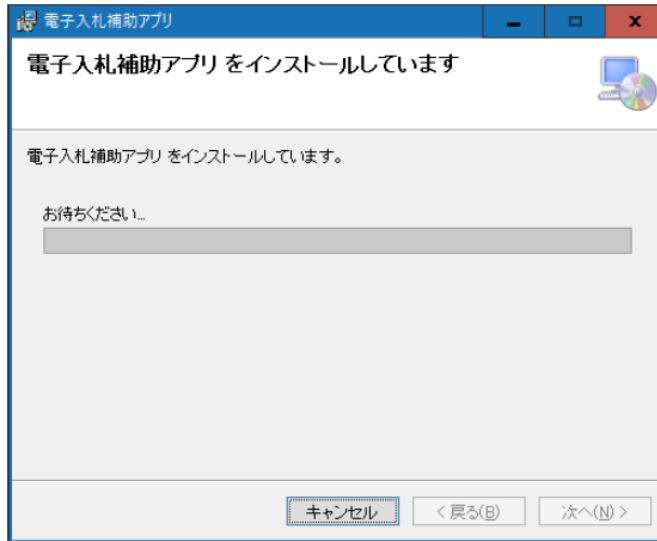 電子入札補助アプリ
電子入札補助アプリ をインストールしています
電子入札補助アプリ をインストールしています。
お待ちください...
キャンセル
< 戻る(B)
次へ(N) >